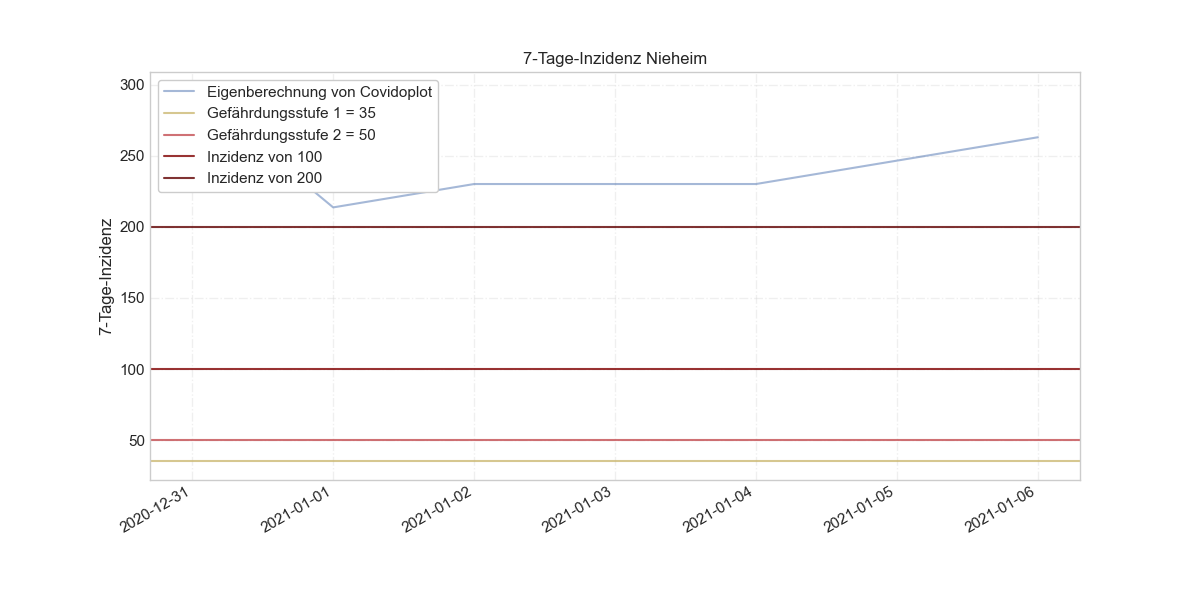 7-Tage-Inzidenz Nieheim
300
250
200
150
100
50
7-Tage-Inzidenz
Eigenberechnung von Covidoplot
Gefährdungsstufe 1 = 35
Gefährdungsstufe 2 = 50
Inzidenz von 100
Inzidenz von 200
2020-12-31
2021-01-01
2021-01-02
2021-01-03
2021-01-04
2021-01-05
2021-01-06